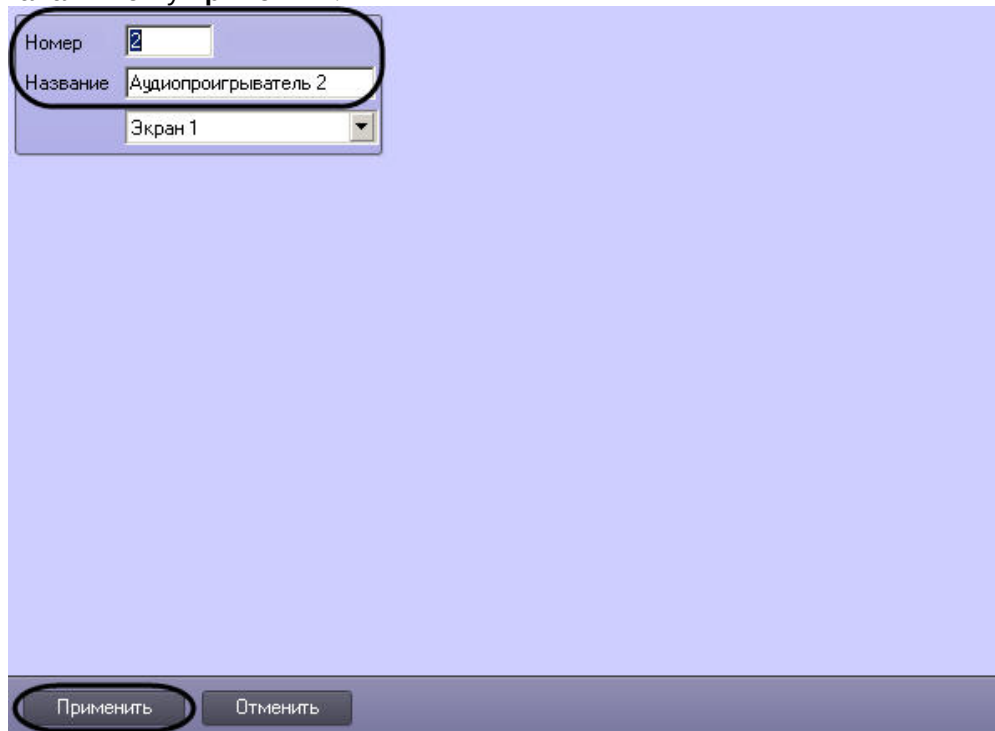 Номер 2
Название Аудиопроигрыватель 2
Экран 1
Применить Отменить